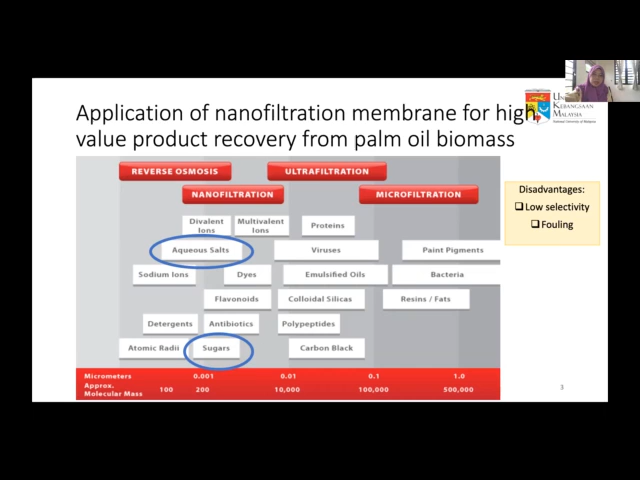 Application of nanofiltration membrane for high
value product recovery from palm oil biomass
KEBANGSAAN
MALAYSIA
National University of Malaysia
REVERSE OSMOSIS
ULTRAFILTRATION
NANOFILTRATION
MICROFILTRATION
Divalent
Ions
Multivalent
Ions
Proteins
Aqueous Salts
Viruses
Paint Pigments
Sodium Ions
Dyes
Emulsified Oils
Bacteria
Flavonoids
Colloidal Silicas
Resins / Fats
Detergents
Antibiotics
Polypeptides
Atomic Radii
Sugars
Carbon Black
Micrometers 0.001 0.01 0.1 1.0
Approx.
Molecular Mass 100 200 10,000 100,000 500,000
Disadvantages:
Low selectivity
Fouling
3